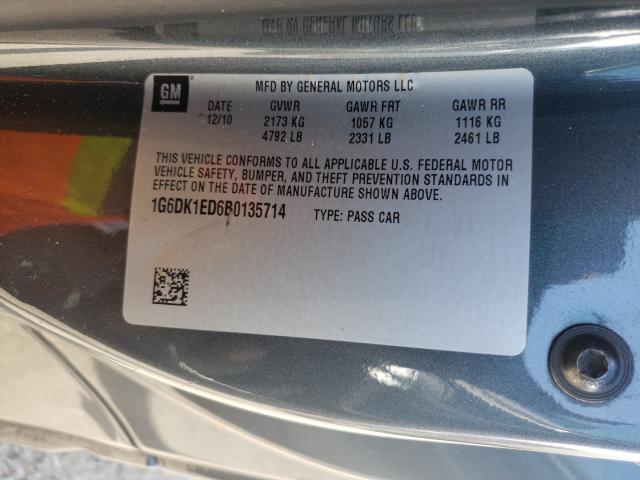 GM
MFD BY GENERAL MOTORS LLC
DATE GVWR GAWR FRT GAWR RR
12/10 2173 KG 1057 KG 1116 KG
4792 LB 2331 LB 2461 LB
THIS VEHICLE CONFORMS TO ALL APPLICABLE U.S. FEDERAL MOTOR
VEHICLE SAFETY, BUMPER, AND THEFT PREVENTION STANDARDS IN
EFFECT ON THE DATE OF MANUFACTURE SHOWN ABOVE.
1G6DK1ED6B0135714 TYPE: PASS CAR